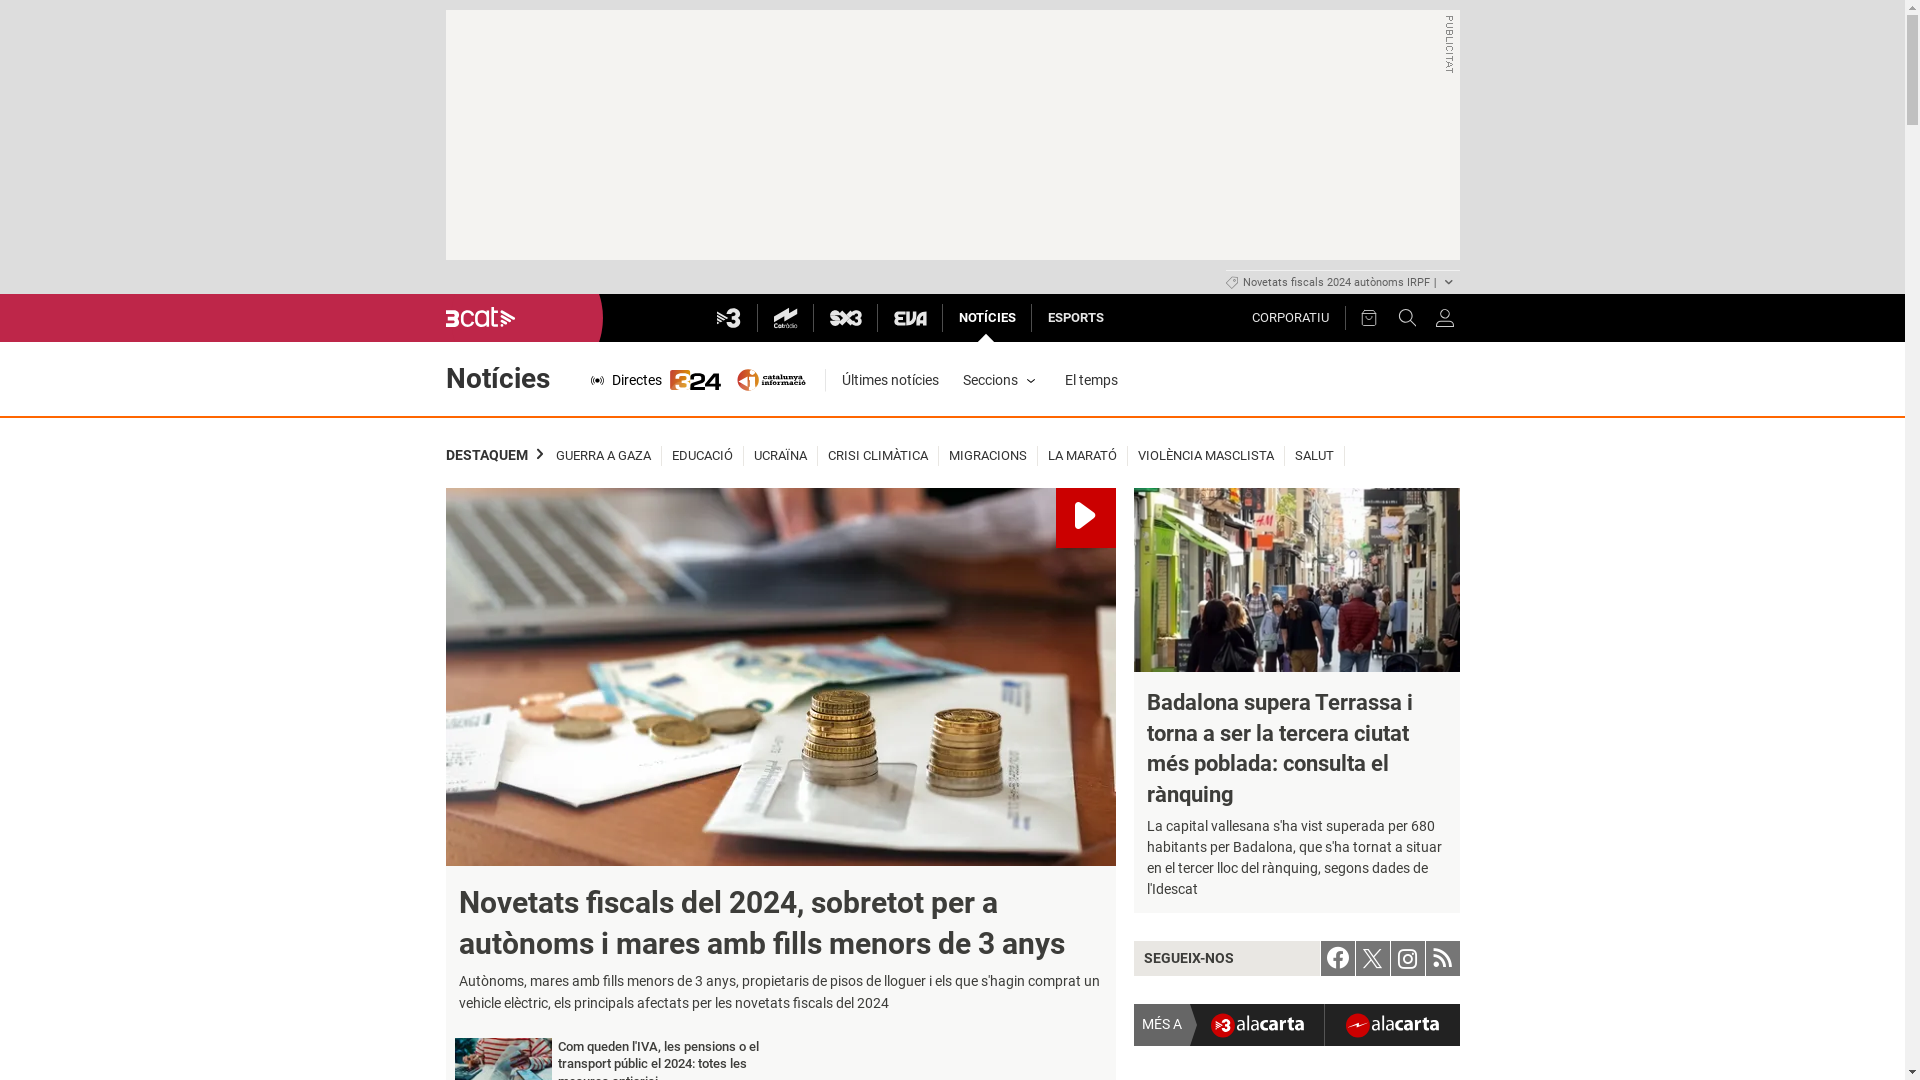 PUBLICITAT
Novetats fiscals 2024 autònoms IRPF |
3cat
3
Catràdio
SX3
EVA
NOTÍCIES
ESPORTS
CORPORATIU
Notícies
Directes
324
catalunya
informació
Últimes notícies
Seccions
El temps
DESTAQUEM
GUERRA A GAZA
EDUCACIÓ
UCRAÏNA
CRISI CLIMÀTICA
MIGRACIONS
LA MARATÓ
VIOLÈNCIA MASCLISTA
SALUT
H&M
Novetats fiscals del 2024, sobretot per a
autònoms i mares amb fills menors de 3 anys
Autònoms, mares amb fills menors de 3 anys, propietaris de pisos de lloguer i els que s'hagin comprat un
vehicle elèctric, els principals afectats per les novetats fiscals del 2024
Com queden l'IVA, les pensions o el
transport públic el 2024: totes les
Badalona supera Terrassa i
torna a ser la tercera ciutat
més poblada: consulta el
rànquing
La capital vallesana s'ha vist superada per 680
habitants per Badalona, que s'ha tornat a situar
en el tercer lloc del rànquing, segons dades de
l'Idescat
SEGUEIX-NOS
MÉS A
3 alacarta
alacarta